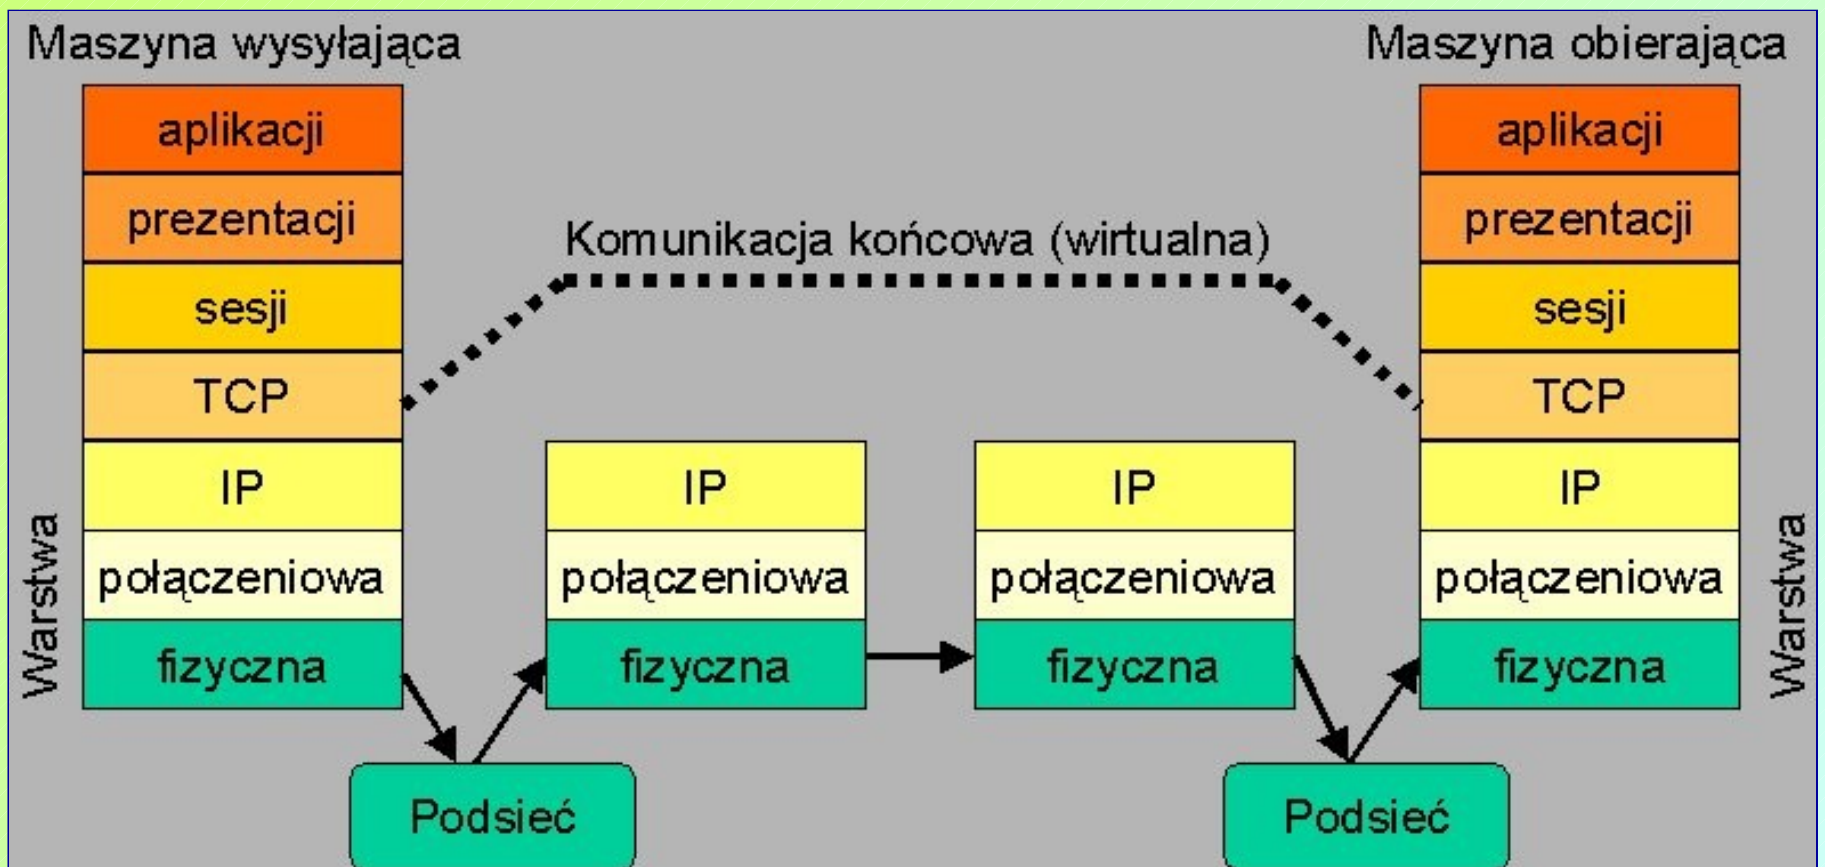 Maszyna wysyłająca
Maszyna obierająca
aplikacji
prezentacji
sesji
TCP
IP
połączeniowa
fizyczna
Warstwa
Komunikacja końcowa (wirtualna)
IP
połączeniowa
fizyczna
IP
połączeniowa
fizyczna
aplikacji
prezentacji
sesji
TCP
IP
połączeniowa
fizyczna
Warstwa
Podsieć
Podsieć